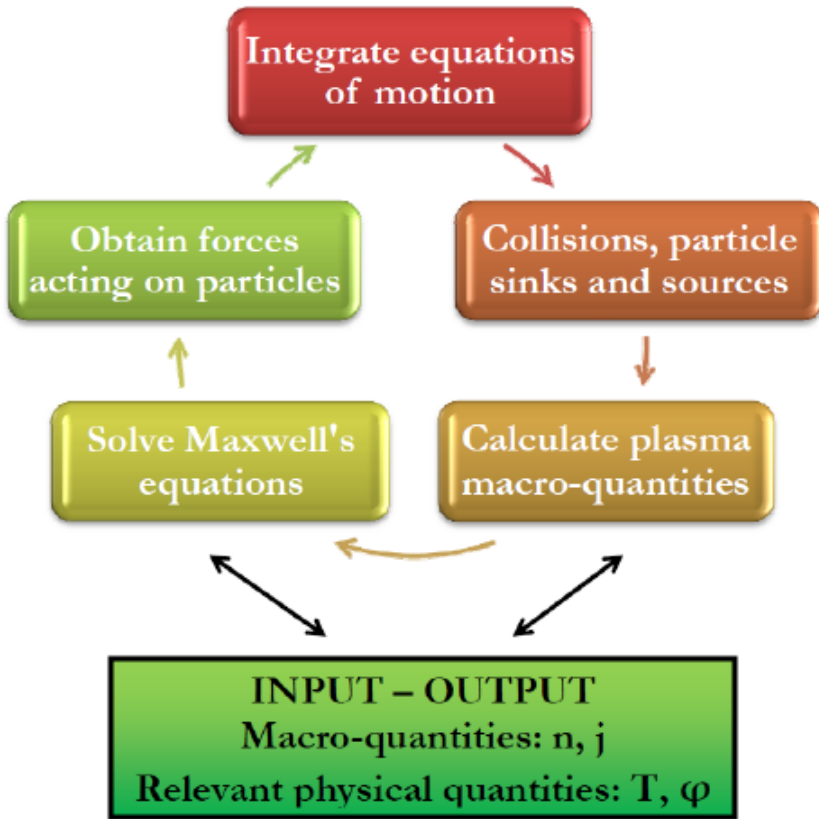 Integrate equations
of motion
Obtain forces
acting on particles
Collisions, particle
sinks and sources
Solve Maxwell's
equations
Calculate plasma
macro-quantities
INPUT – OUTPUT
Macro-quantities: n, j
Relevant physical quantities: T, φ